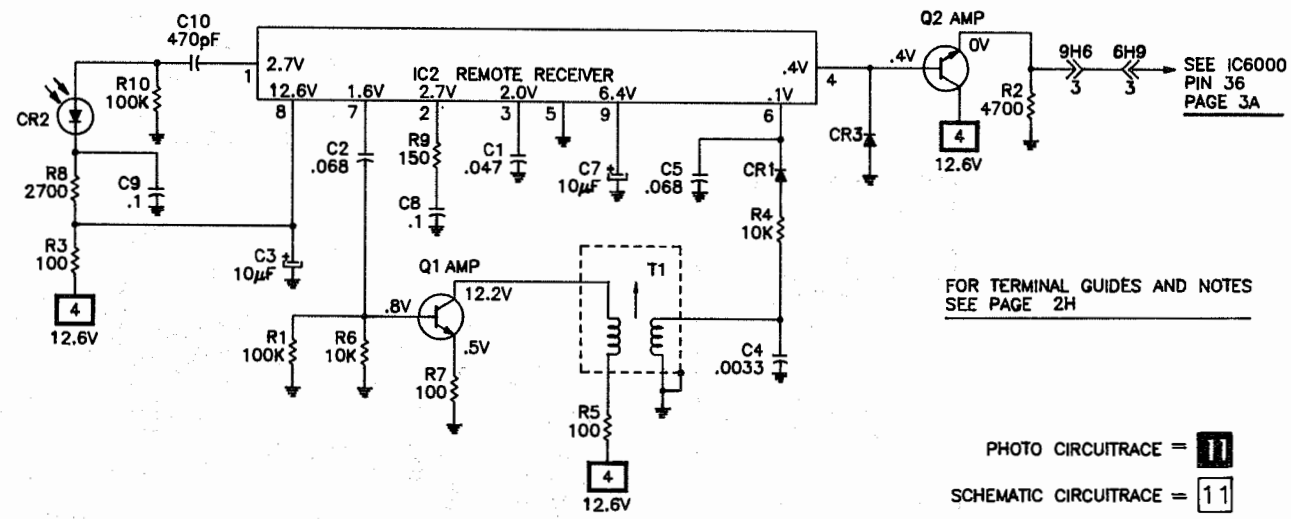 C10
470pF
Q2 AMP
0V
9H6
6H9
3
3
SEE IC6000
PIN 36
PAGE 3A
1
2.7V
IC2 REMOTE RECEIVER
.4V
4
.4V
R10
100K
CR2
12.6V
8
1.6V
7
2.7V
2
2.0V
3
5
6.4V
9
.1V
6
R2
4700
CR3
4
12.6V
C2
.068
R9
150
C1
.047
C7
+
10µF
C5
.068
CR1
R8
2700
C9
.1
C8
.1
R4
10K
R3
100
C3
+
10µF
4
12.6V
Q1 AMP
12.2V
T1
FOR TERMINAL GUIDES AND NOTES
SEE PAGE 2H
.8V
.5V
R1
100K
R6
10K
R7
100
C4
.0033
R5
100
4
12.6V
PHOTO CIRCUITRACE = 11
SCHEMATIC CIRCUITRACE = 11